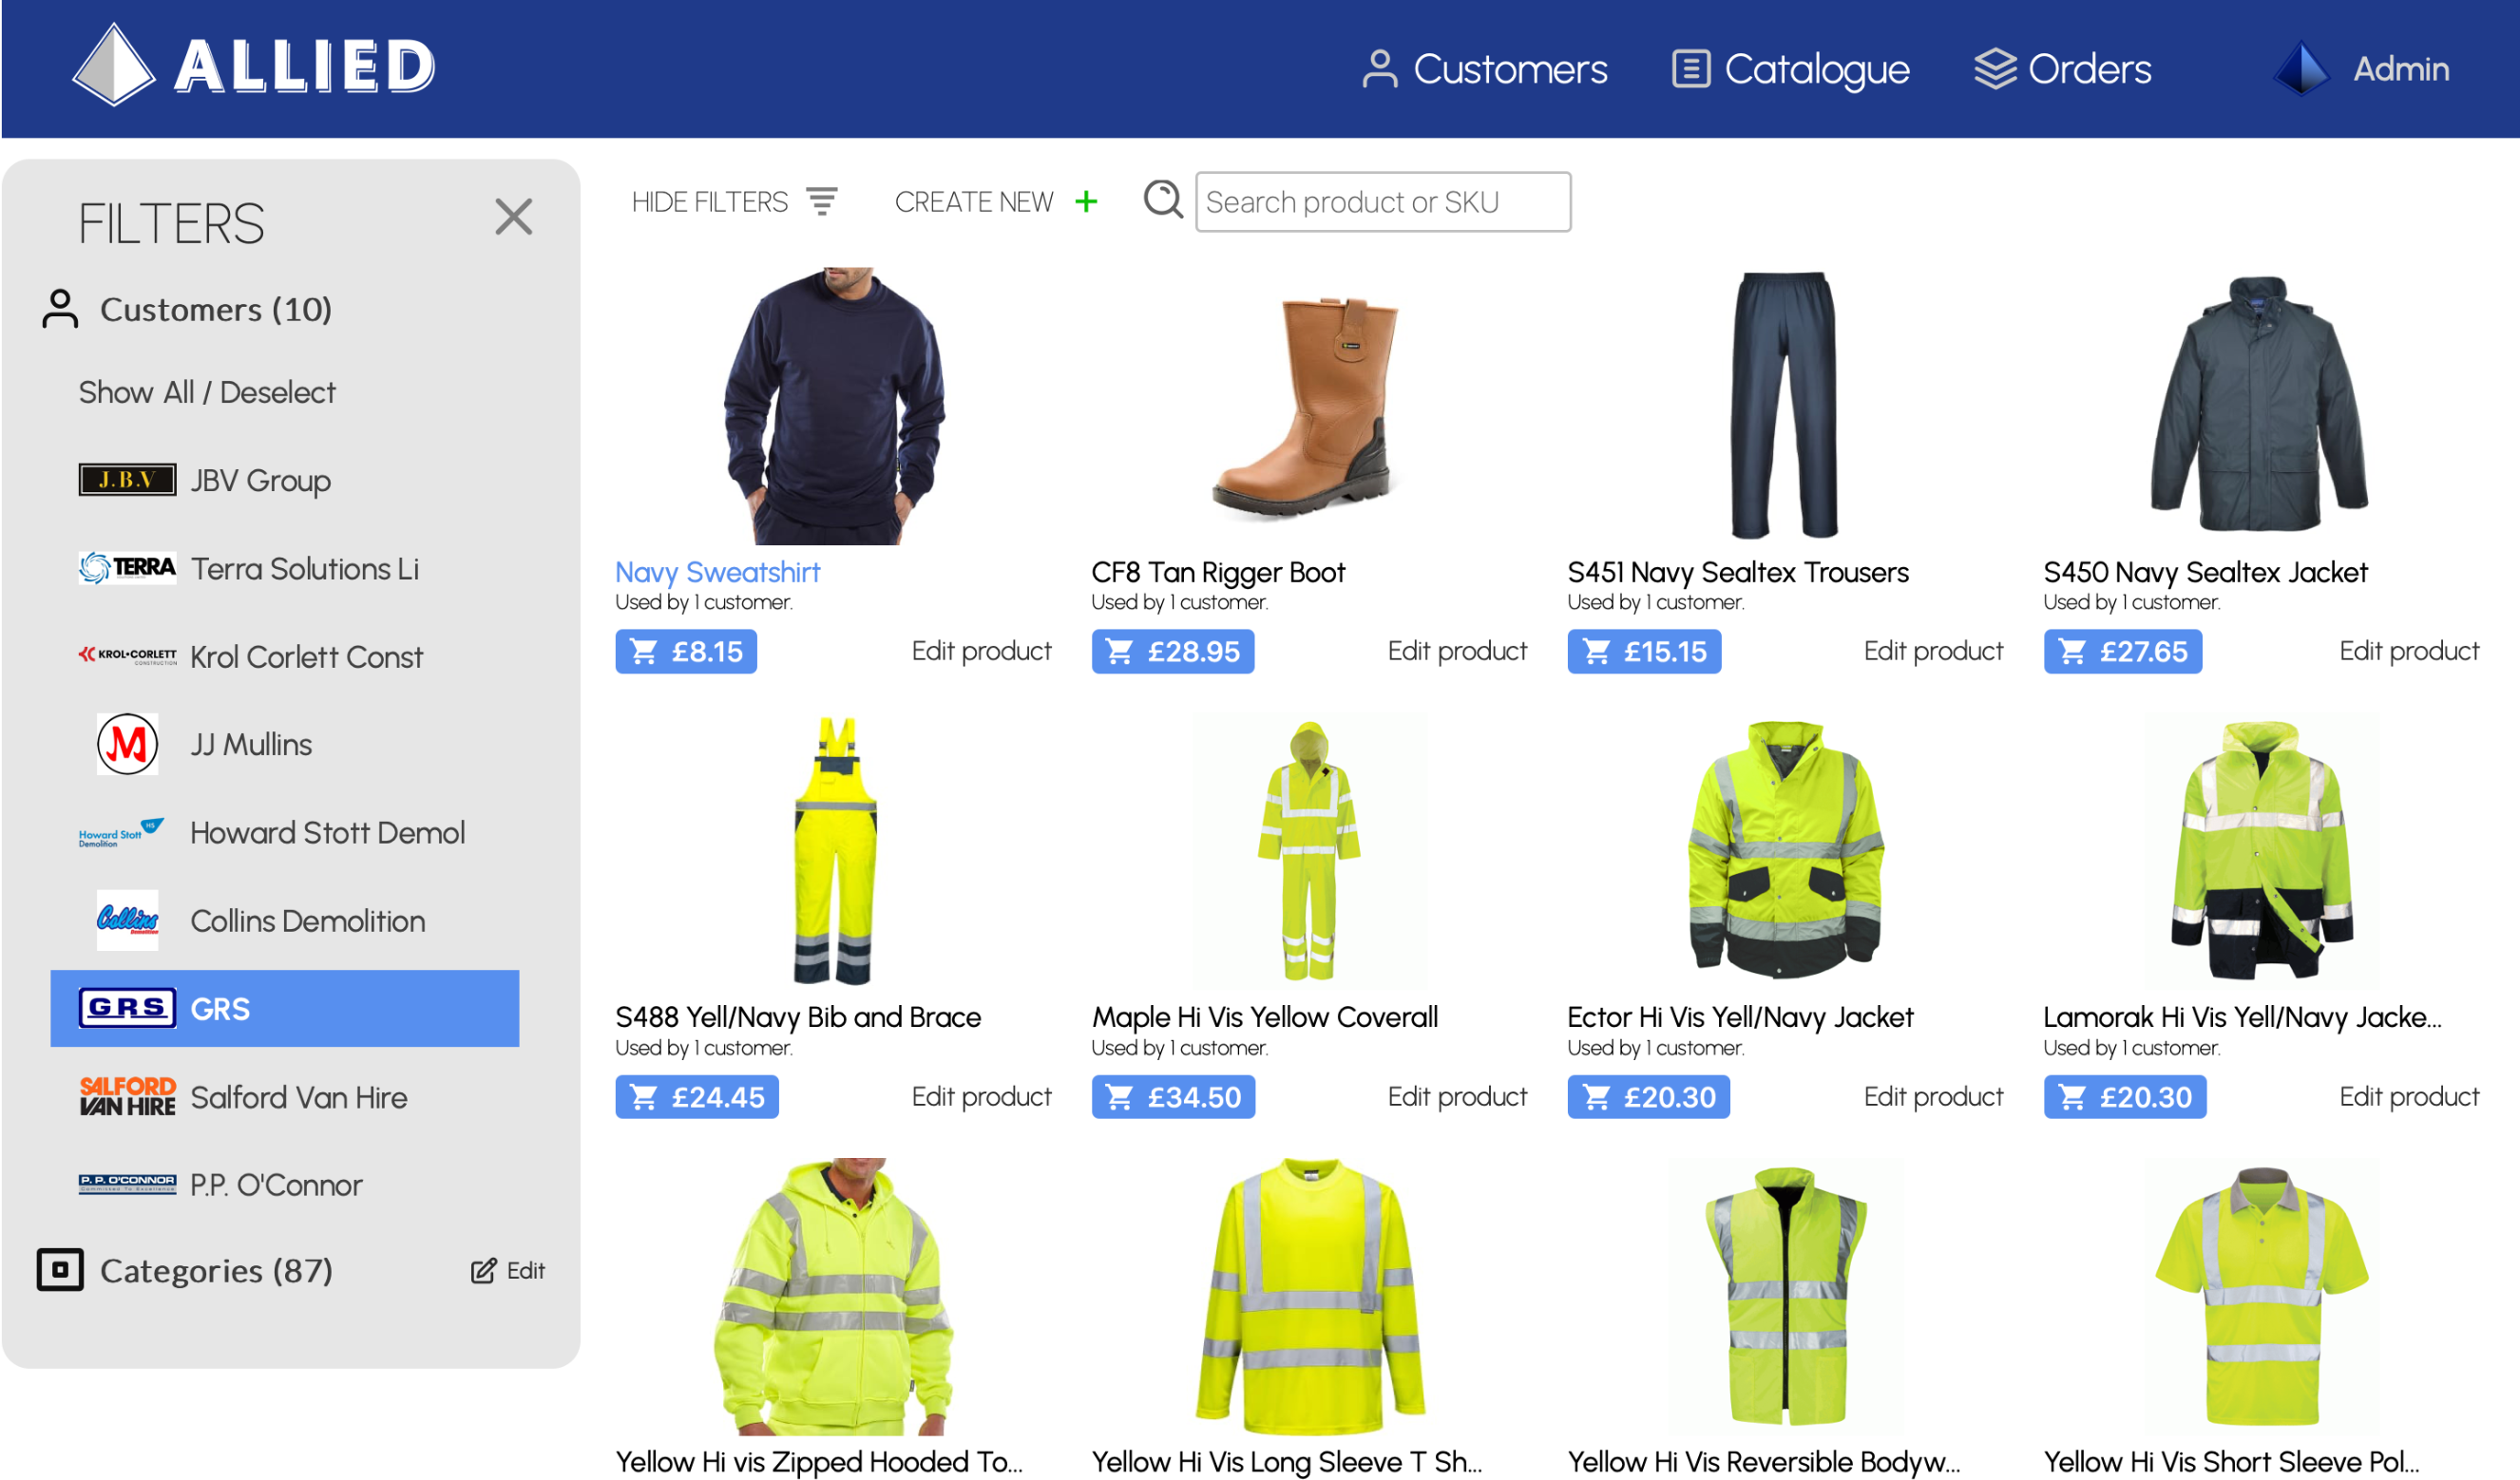 ALLIED
Customers
Catalogue
Orders
Admin
FILTERS
Customers (10)
Show All / Deselect
J.B.V JBV Group
TERRA Terra Solutions Li
KROL•CORLETT CONSTRUCTION Krol Corlett Const
M JJ Mullins
Howard Stott Demolition HS Howard Stott Demol
Collins Demolition Collins Demolition
GRS GRS
SALFORD VAN HIRE Salford Van Hire
P. P. O'CONNOR Committed To Excellence P.P. O'Connor
Categories (87) Edit
HIDE FILTERS CREATE NEW + Search product or SKU
Navy Sweatshirt
Used by 1 customer.
£8.15 Edit product
CF8 Tan Rigger Boot
Used by 1 customer.
£28.95 Edit product
S451 Navy Sealtex Trousers
Used by 1 customer.
£15.15 Edit product
S450 Navy Sealtex Jacket
Used by 1 customer.
£27.65 Edit product
S488 Yell/Navy Bib and Brace
Used by 1 customer.
£24.45 Edit product
Maple Hi Vis Yellow Coverall
Used by 1 customer.
£34.50 Edit product
Ector Hi Vis Yell/Navy Jacket
Used by 1 customer.
£20.30 Edit product
Lamorak Hi Vis Yell/Navy Jacke...
Used by 1 customer.
£20.30 Edit product
Yellow Hi vis Zipped Hooded To...
Yellow Hi Vis Long Sleeve T Sh...
Yellow Hi Vis Reversible Bodyw...
Yellow Hi Vis Short Sleeve Pol...